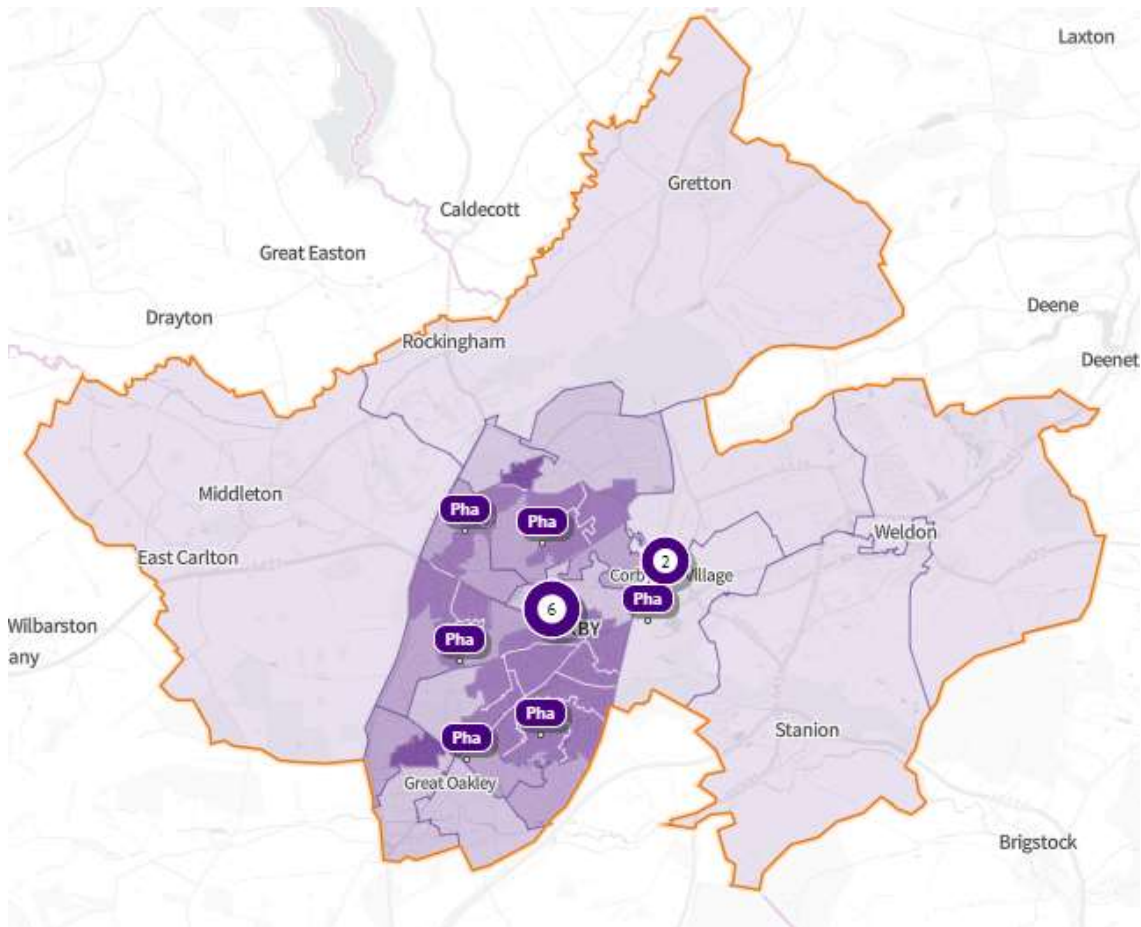 Laxton
Gretton
Caldecott
Great Easton
Deene
Drayton
Rockingham
Deenet
Middleton
Pha
Pha
Weldon
East Carlton
2
Village
Pha
6
Wilbarston
any
Pha
Pha
Stanion
Pha
Great Oakley
Brigstock